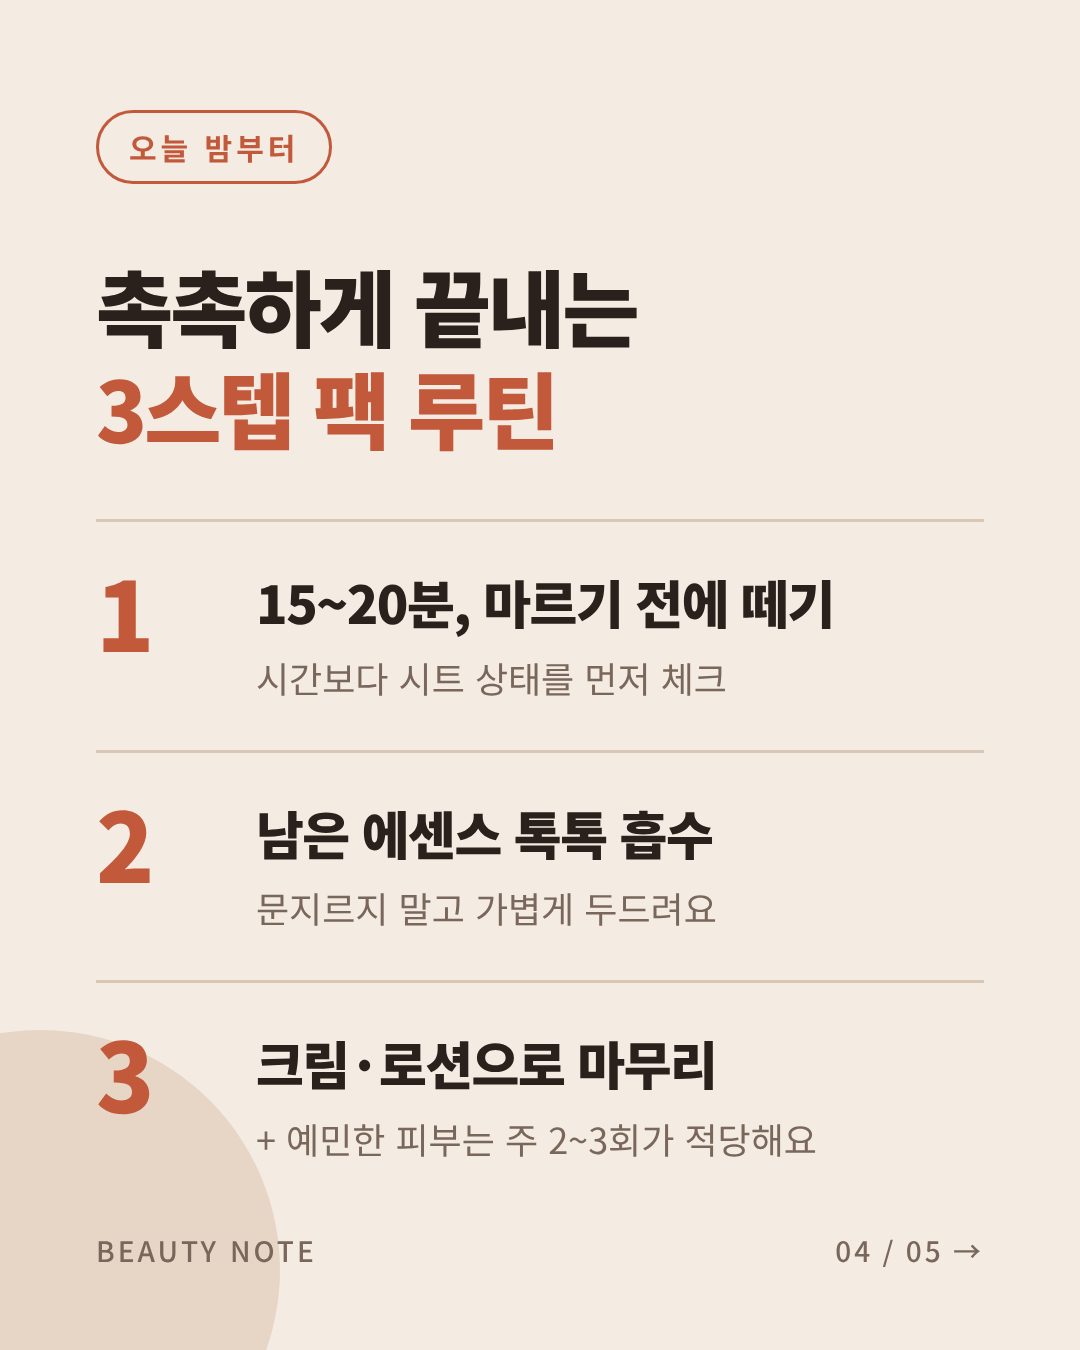 오늘 밤부터
촉촉하게 끝내는
3스텝 팩 루틴
1
15~20분, 마르기 전에 떼기
시간보다 시트 상태를 먼저 체크
2
남은 에센스 톡톡 흡수
문지르지 말고 가볍게 두드려요
3
크림·로션으로 마무리
+ 예민한 피부는 주 2~3회가 적당해요
BEAUTY NOTE
04 / 05 →